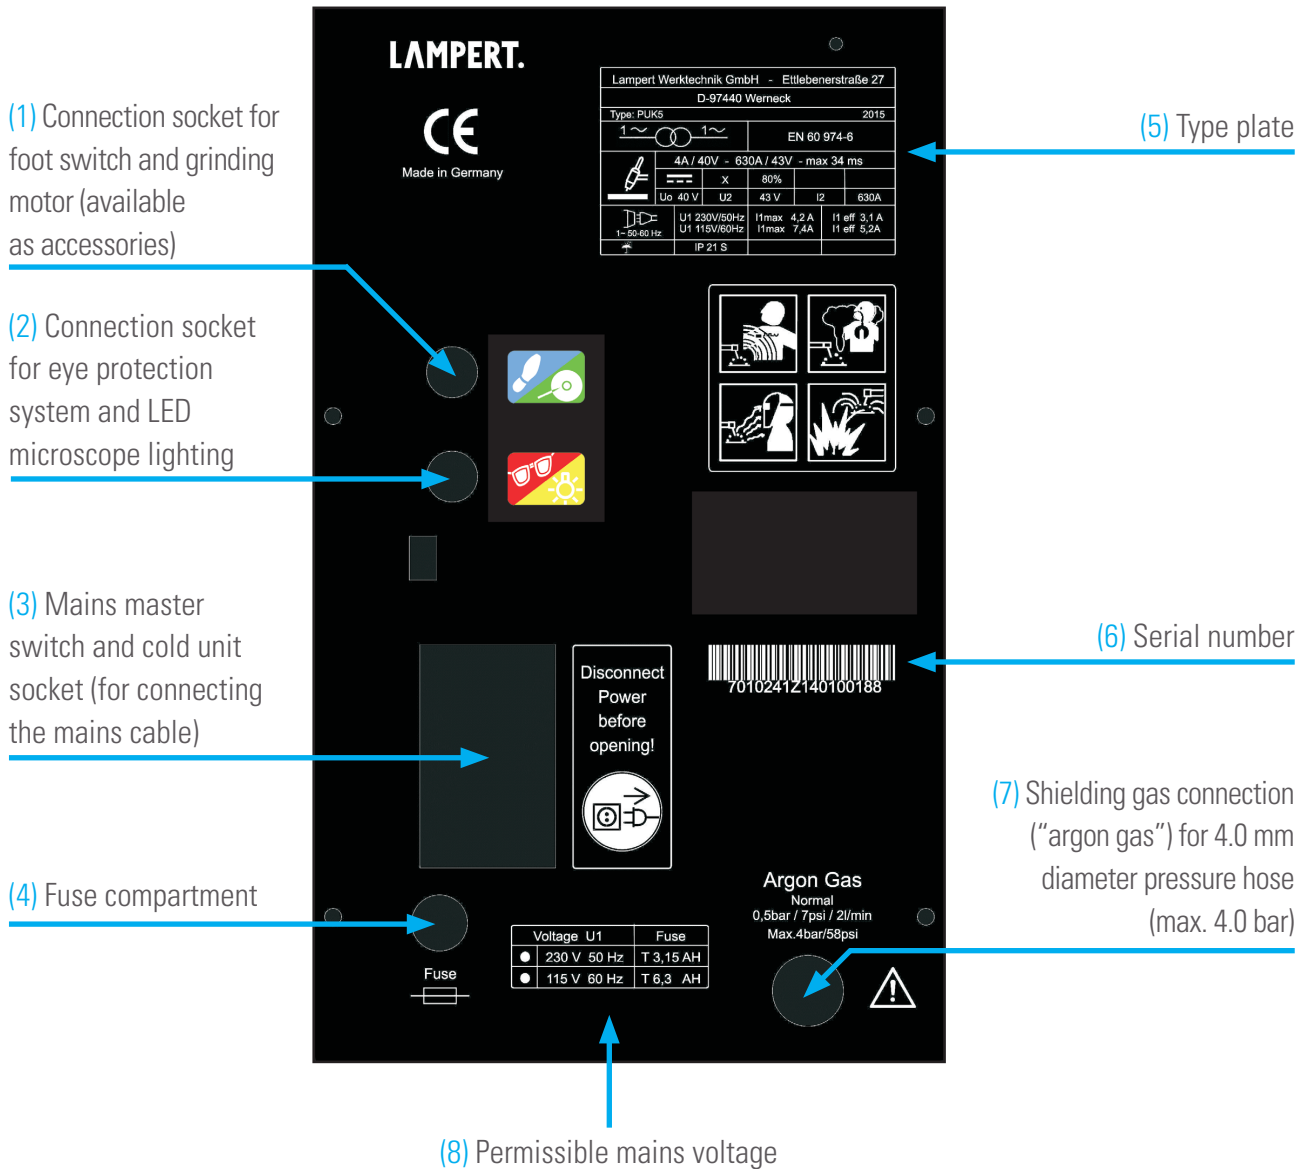 LAMPERT.
CE
Made in Germany
Lampert Werktechnik GmbH - Ettlebenerstraße 27
D-97440 Werneck
Type: PUK5 2015
1~ 1~ EN 60 974-6
4A / 40V - 630A / 43V - max 34 ms
X 80%
Uo 40 V U2 43 V I2 630A
1~ 50-60 Hz
U1 230V/50Hz I1max 4,2 A I1 eff 3,1 A
U1 115V/60Hz I1max 7,4A I1 eff 5,2A
IP 21 S
(1) Connection socket for
foot switch and grinding
motor (available
as accessories)
(2) Connection socket
for eye protection
system and LED
microscope lighting
(3) Mains master
switch and cold unit
socket (for connecting
the mains cable)
(4) Fuse compartment
(5) Type plate
(6) Serial number
(7) Shielding gas connection
(“argon gas”) for 4.0 mm
diameter pressure hose
(max. 4.0 bar)
Disconnect
Power
before
opening!
7010241Z140100188
Argon Gas
Normal
0,5bar / 7psi / 2l/min
Max.4bar/58psi
Fuse
Voltage U1 Fuse
230 V 50 Hz T 3,15 AH
115 V 60 Hz T 6,3 AH
(8) Permissible mains voltage